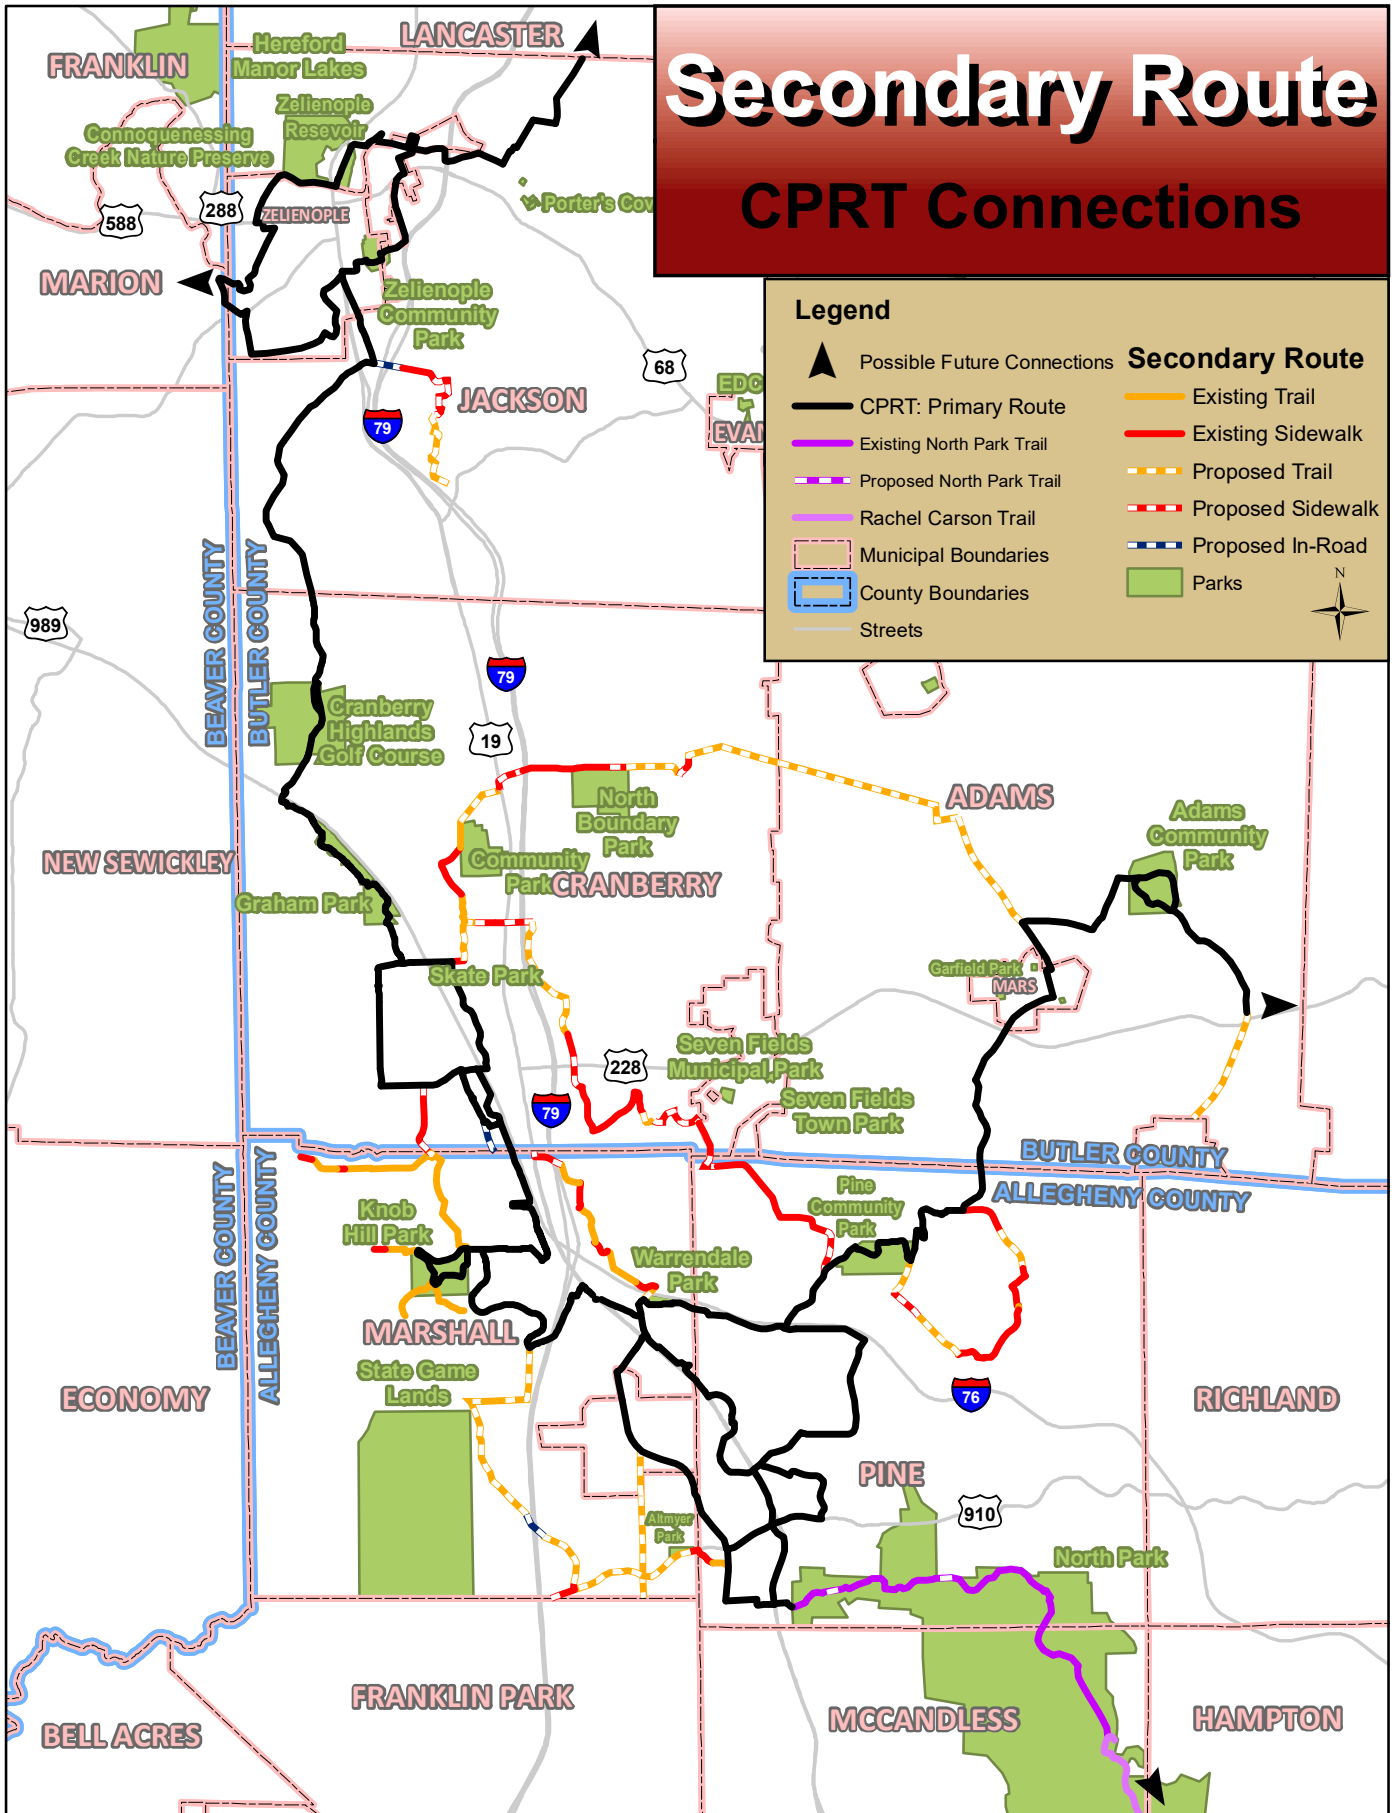 Secondary Route
CPRT Connections
Legend
Possible Future Connections
CPRT: Primary Route
Existing North Park Trail
Proposed North Park Trail
Rachel Carson Trail
Municipal Boundaries
County Boundaries
Streets
Secondary Route
Existing Trail
Existing Sidewalk
Proposed Trail
Proposed Sidewalk
Proposed In-Road
Parks
N
LANCASTER
FRANKLIN
Hereford
Manor Lakes
Zelienople
Resevoir
Connoquenessing
Creek Nature Preserve
588
288
ZELIENOPLE
Porter's Cov
MARION
Zelienople
Community
Park
68
EDC
EVAN
JACKSON
79
BEAVER COUNTY
BUTLER COUNTY
989
79
19
Cranberry
Highlands
Golf Course
North
Boundary
Park
ADAMS
Adams
Community
Park
NEW SEWICKLEY
Community
Park
CRANBERRY
Graham Park
Skate Park
Garfield Park
MARS
Seven Fields
Municipal Park
228
79
Seven Fields
Town Park
BUTLER COUNTY
ALLEGHENY COUNTY
BEAVER COUNTY
ALLEGHENY COUNTY
Knob
Hill Park
Pine
Community
Park
Warrendale
Park
MARSHALL
State Game
Lands
ECONOMY
76
RICHLAND
PINE
910
Altmyer
Park
North Park
FRANKLIN PARK
BELL ACRES
MCCANDLESS
HAMPTON